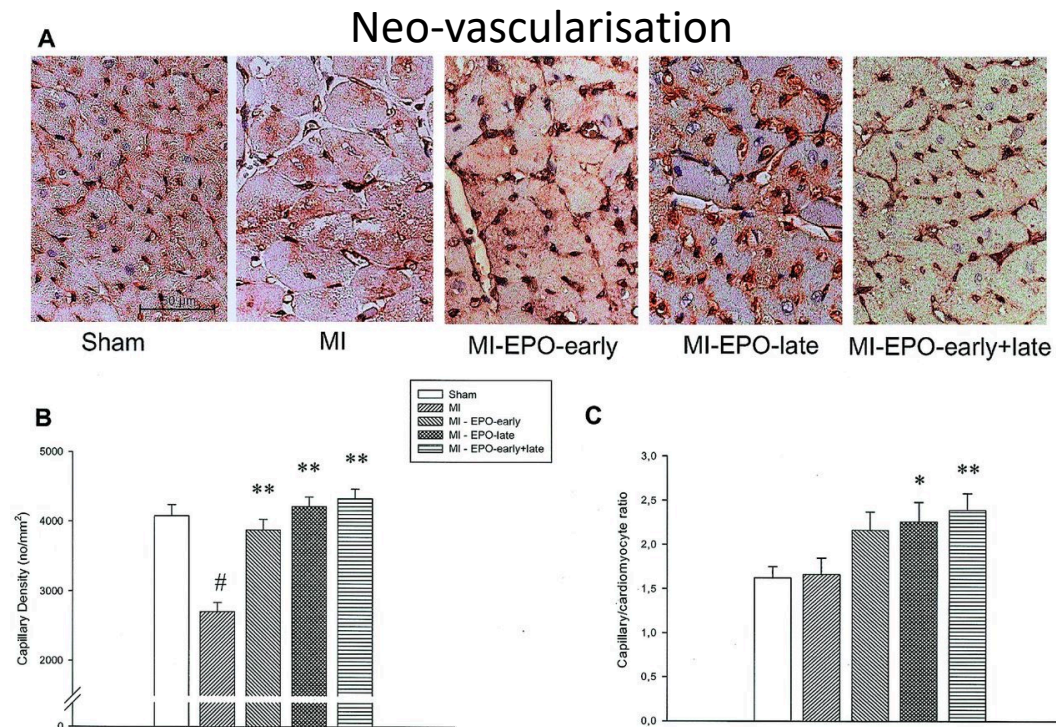 Neo-vascularisation
A
50 µm
Sham
MI
MI-EPO-early
MI-EPO-late
MI-EPO-early+late
Sham
MI
MI - EPO-early
MI - EPO-late
MI - EPO-early+late
B
Capillary Density (no/mm²)
5000
4000
3000
2000
0
#
**
**
**
C
Capillary/cardiomyocyte ratio
3,0
2,5
2,0
1,5
1,0
0,5
0,0
*
**